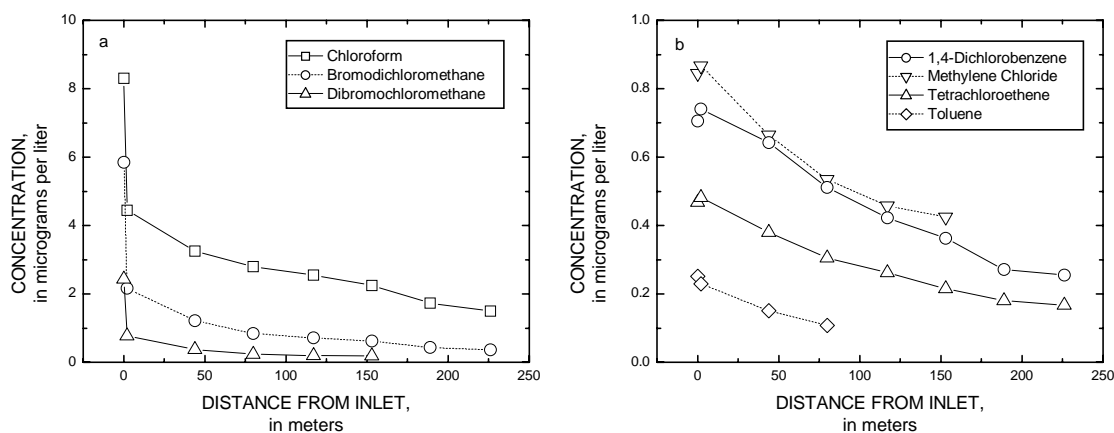 a
Chloroform
Bromodichloromethane
Dibromochloromethane
10
8
6
4
2
0
CONCENTRATION,
in micrograms per liter
0 50 100 150 200 250
DISTANCE FROM INLET,
in meters
b
1,4-Dichlorobenzene
Methylene Chloride
Tetrachloroethene
Toluene
1.0
0.8
0.6
0.4
0.2
0.0
CONCENTRATION,
in micrograms per liter
0 50 100 150 200 250
DISTANCE FROM INLET,
in meters